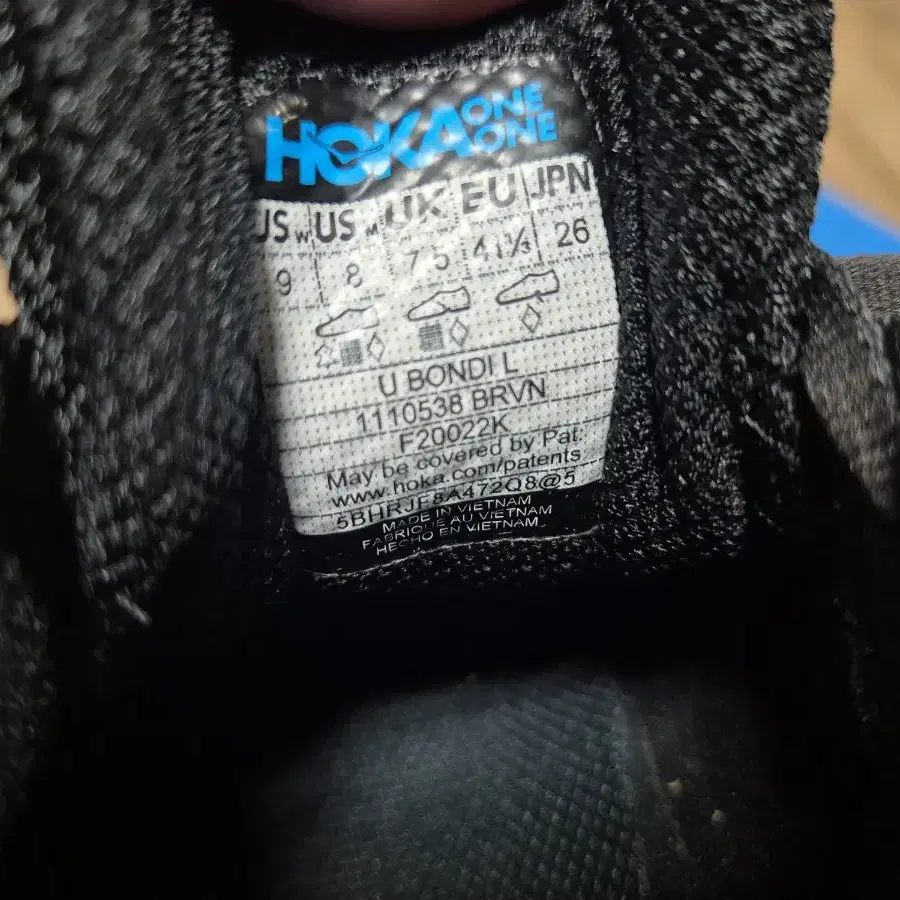 HOKA ONE ONE
US W US M UK EU JPN
9 8 7.5 41⅓ 26
U BONDI L
1110538 BRVN
F20022K
May be covered by Pat.
www.hoka.com/patents
5BHRJF8A472Q8@5
MADE IN VIETNAM
FABRIQUE AU VIETNAM
HECHO EN VIETNAM